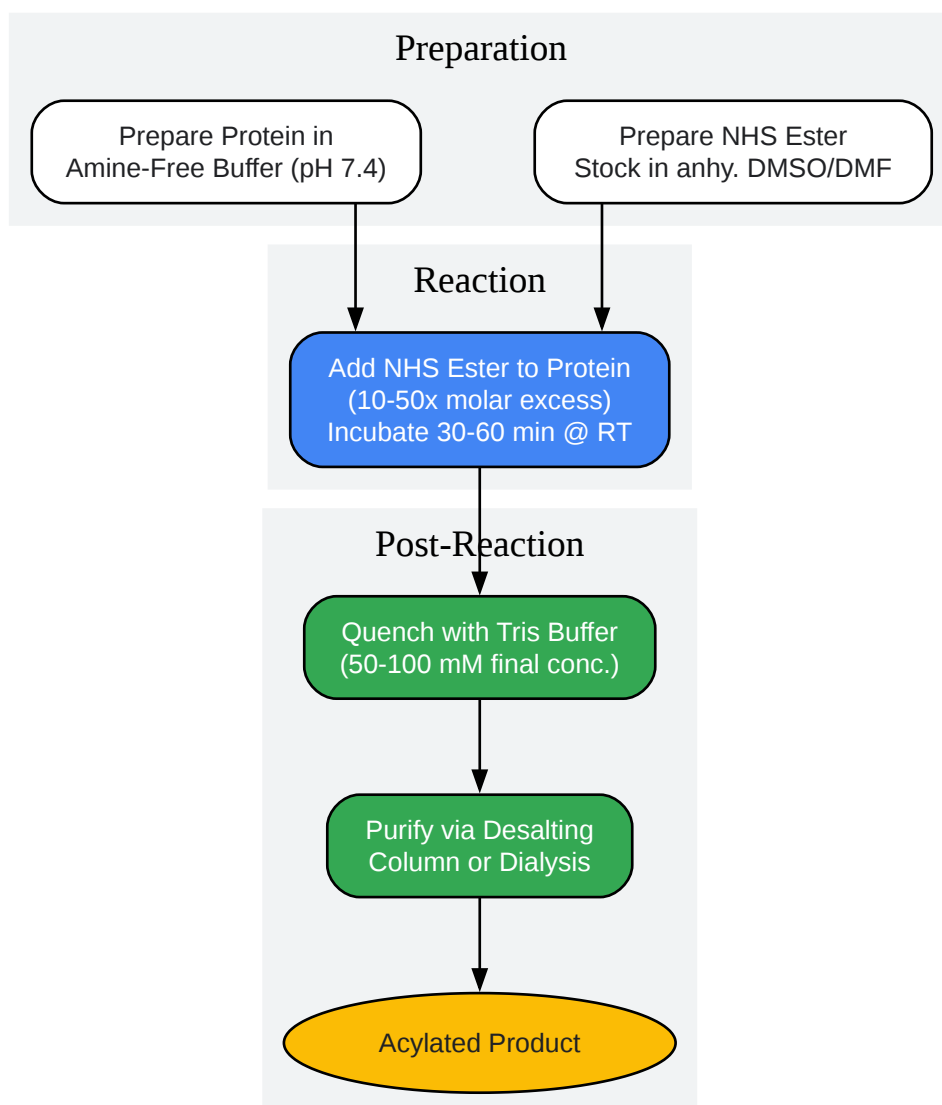 Preparation
Prepare Protein in
Amine-Free Buffer (pH 7.4)
Prepare NHS Ester
Stock in anhy. DMSO/DMF
Reaction
Add NHS Ester to Protein
(10-50x molar excess)
Incubate 30-60 min @ RT
Post-Reaction
Quench with Tris Buffer
(50-100 mM final conc.)
Purify via Desalting
Column or Dialysis
Acylated Product